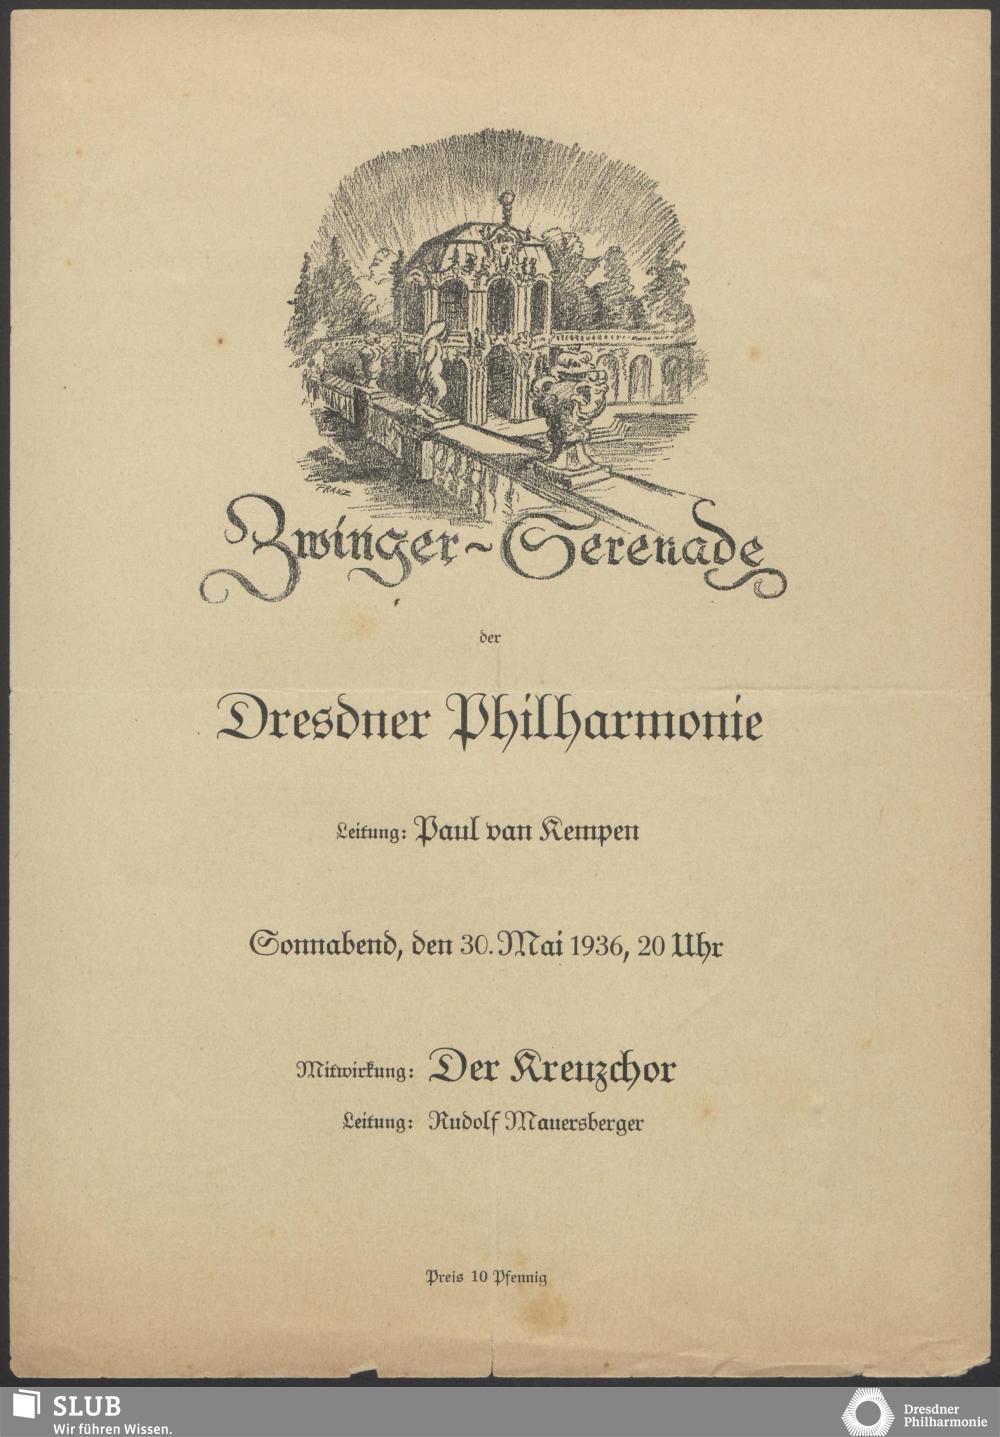 FRANZ
Zwinger-Serenade
der
Dresdner Philharmonie
Leitung: Paul van Kempen
Sonnabend, den 30. Mai 1936, 20 Uhr
Mitwirkung: Der Kreuzchor
Leitung: Rudolf Mauersberger
Preis 10 Pfennig
SLUB
Wir führen Wissen.
Dresdner
Philharmonie